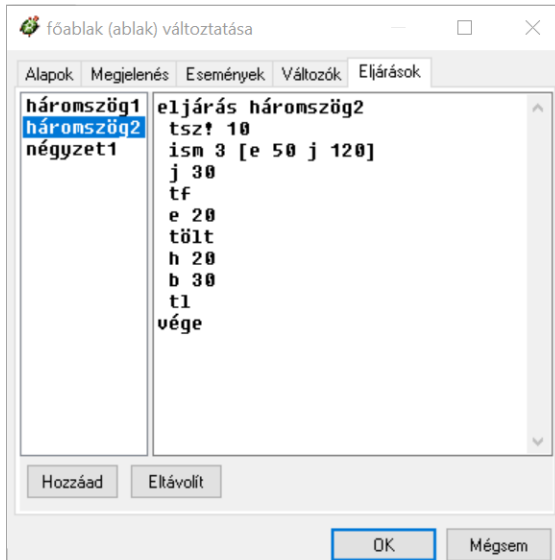 főablak (ablak) változtatása
Alapok Megjelenés Események Változók Eljárások
háromszög1
háromszög2
négyzet1
eljárás háromszög2
tsz! 10
ism 3 [e 50 j 120]
j 30
tf
e 20
tölt
h 20
b 30
tl
vége
Hozzáad Eltávolít
OK Mégsem